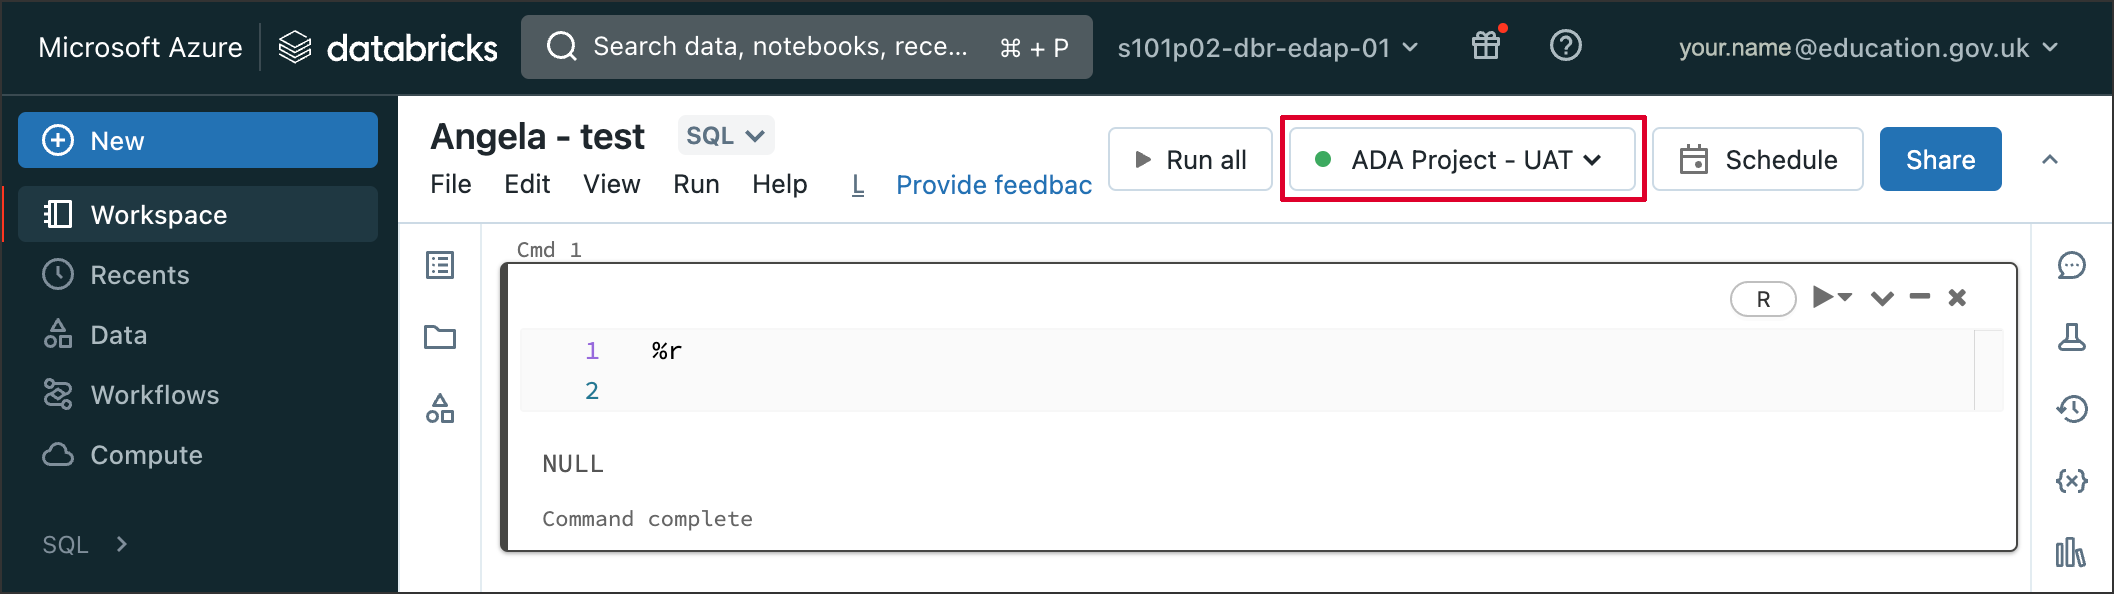 Microsoft Azure databricks Search data, notebooks, rece... ⌘ + P s101p02-dbr-edap-01 your.name@education.gov.uk
New
Workspace
Recents
Data
Workflows
Compute
SQL
Angela - test SQL
File Edit View Run Help L Provide feedbac
Run all ADA Project - UAT Schedule Share
Cmd 1
R
1 %r
2
NULL
Command complete